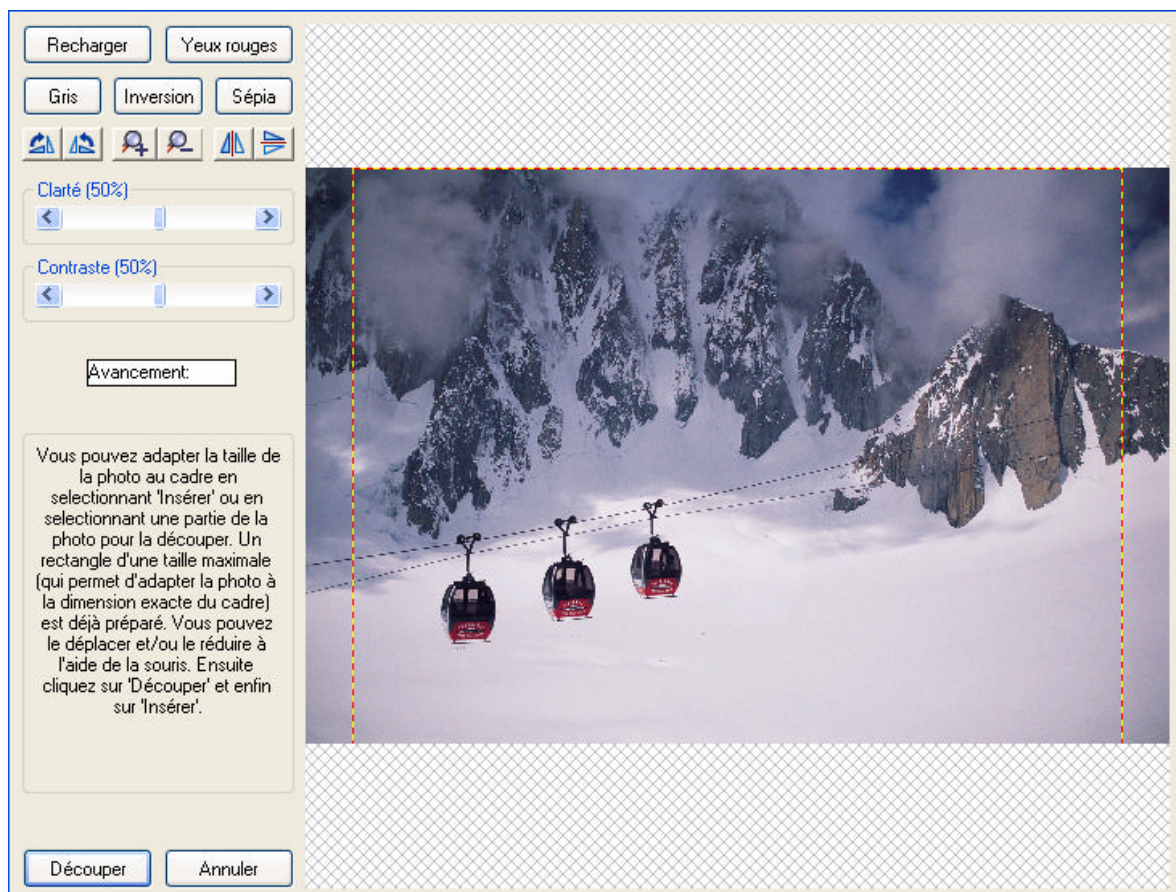 Recharger
Yeux rouges
Gris
Inversion
Sépia
Clarté (50%)
Contraste (50%)
Avancement:
Vous pouvez adapter la taille de
la photo au cadre en
selectionnant 'Insérer' ou en
selectionnant une partie de la
photo pour la découper. Un
rectangle d'une taille maximale
(qui permet d'adapter la photo à
la dimension exacte du cadre)
est déjà préparé. Vous pouvez
le déplacer et/ou le réduire à
l'aide de la souris. Ensuite
cliquez sur 'Découper' et enfin
sur 'Insérer'.
Découper
Annuler